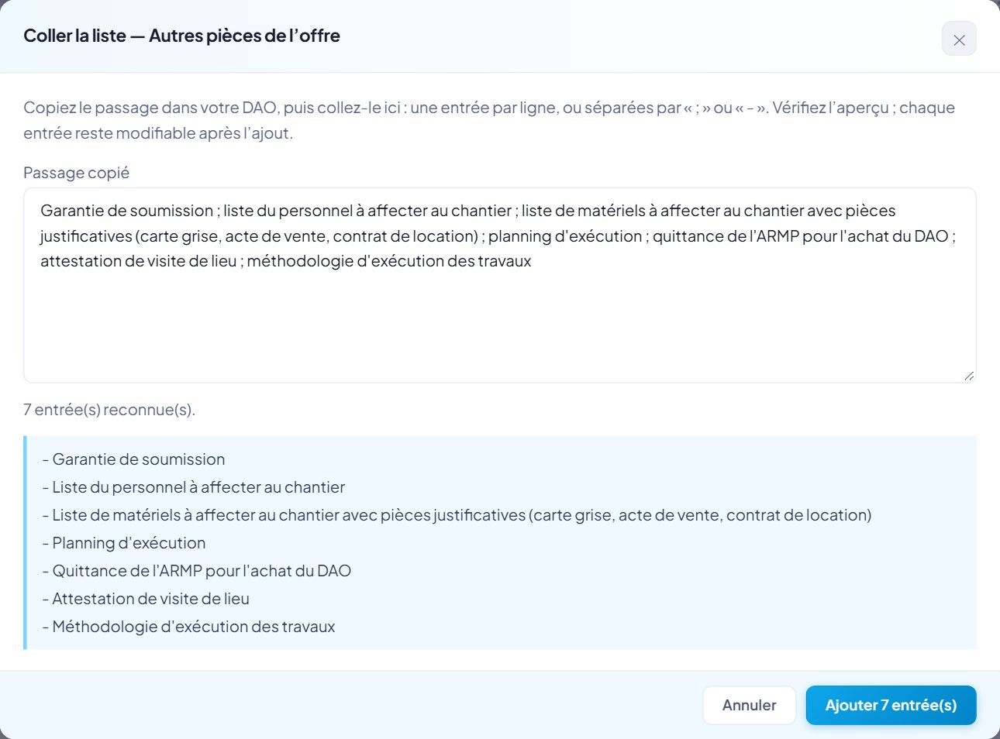 Coller la liste — Autres pièces de l’offre
Copiez le passage dans votre DAO, puis collez-le ici : une entrée par ligne, ou séparées par « ; » ou « - ». Vérifiez l’aperçu ; chaque
entrée reste modifiable après l’ajout.
Passage copié
Garantie de soumission ; liste du personnel à affecter au chantier ; liste de matériels à affecter au chantier avec pièces
justificatives (carte grise, acte de vente, contrat de location) ; planning d'exécution ; quittance de l'ARMP pour l'achat du DAO ;
attestation de visite de lieu ; méthodologie d'exécution des travaux
7 entrée(s) reconnue(s).
- Garantie de soumission
- Liste du personnel à affecter au chantier
- Liste de matériels à affecter au chantier avec pièces justificatives (carte grise, acte de vente, contrat de location)
- Planning d'exécution
- Quittance de l'ARMP pour l'achat du DAO
- Attestation de visite de lieu
- Méthodologie d'exécution des travaux
Annuler
Ajouter 7 entrée(s)